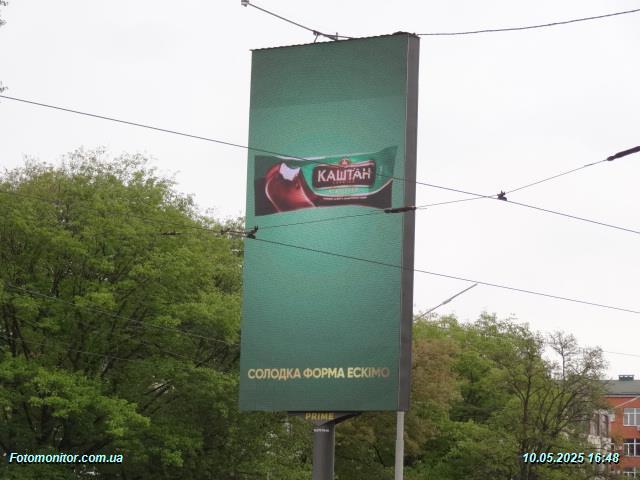 КАШТАН
СОЛОДКА ФОРМА ЕСКІМО
PRIME
Fotomonitor.com.ua
10.05.2025 16:48